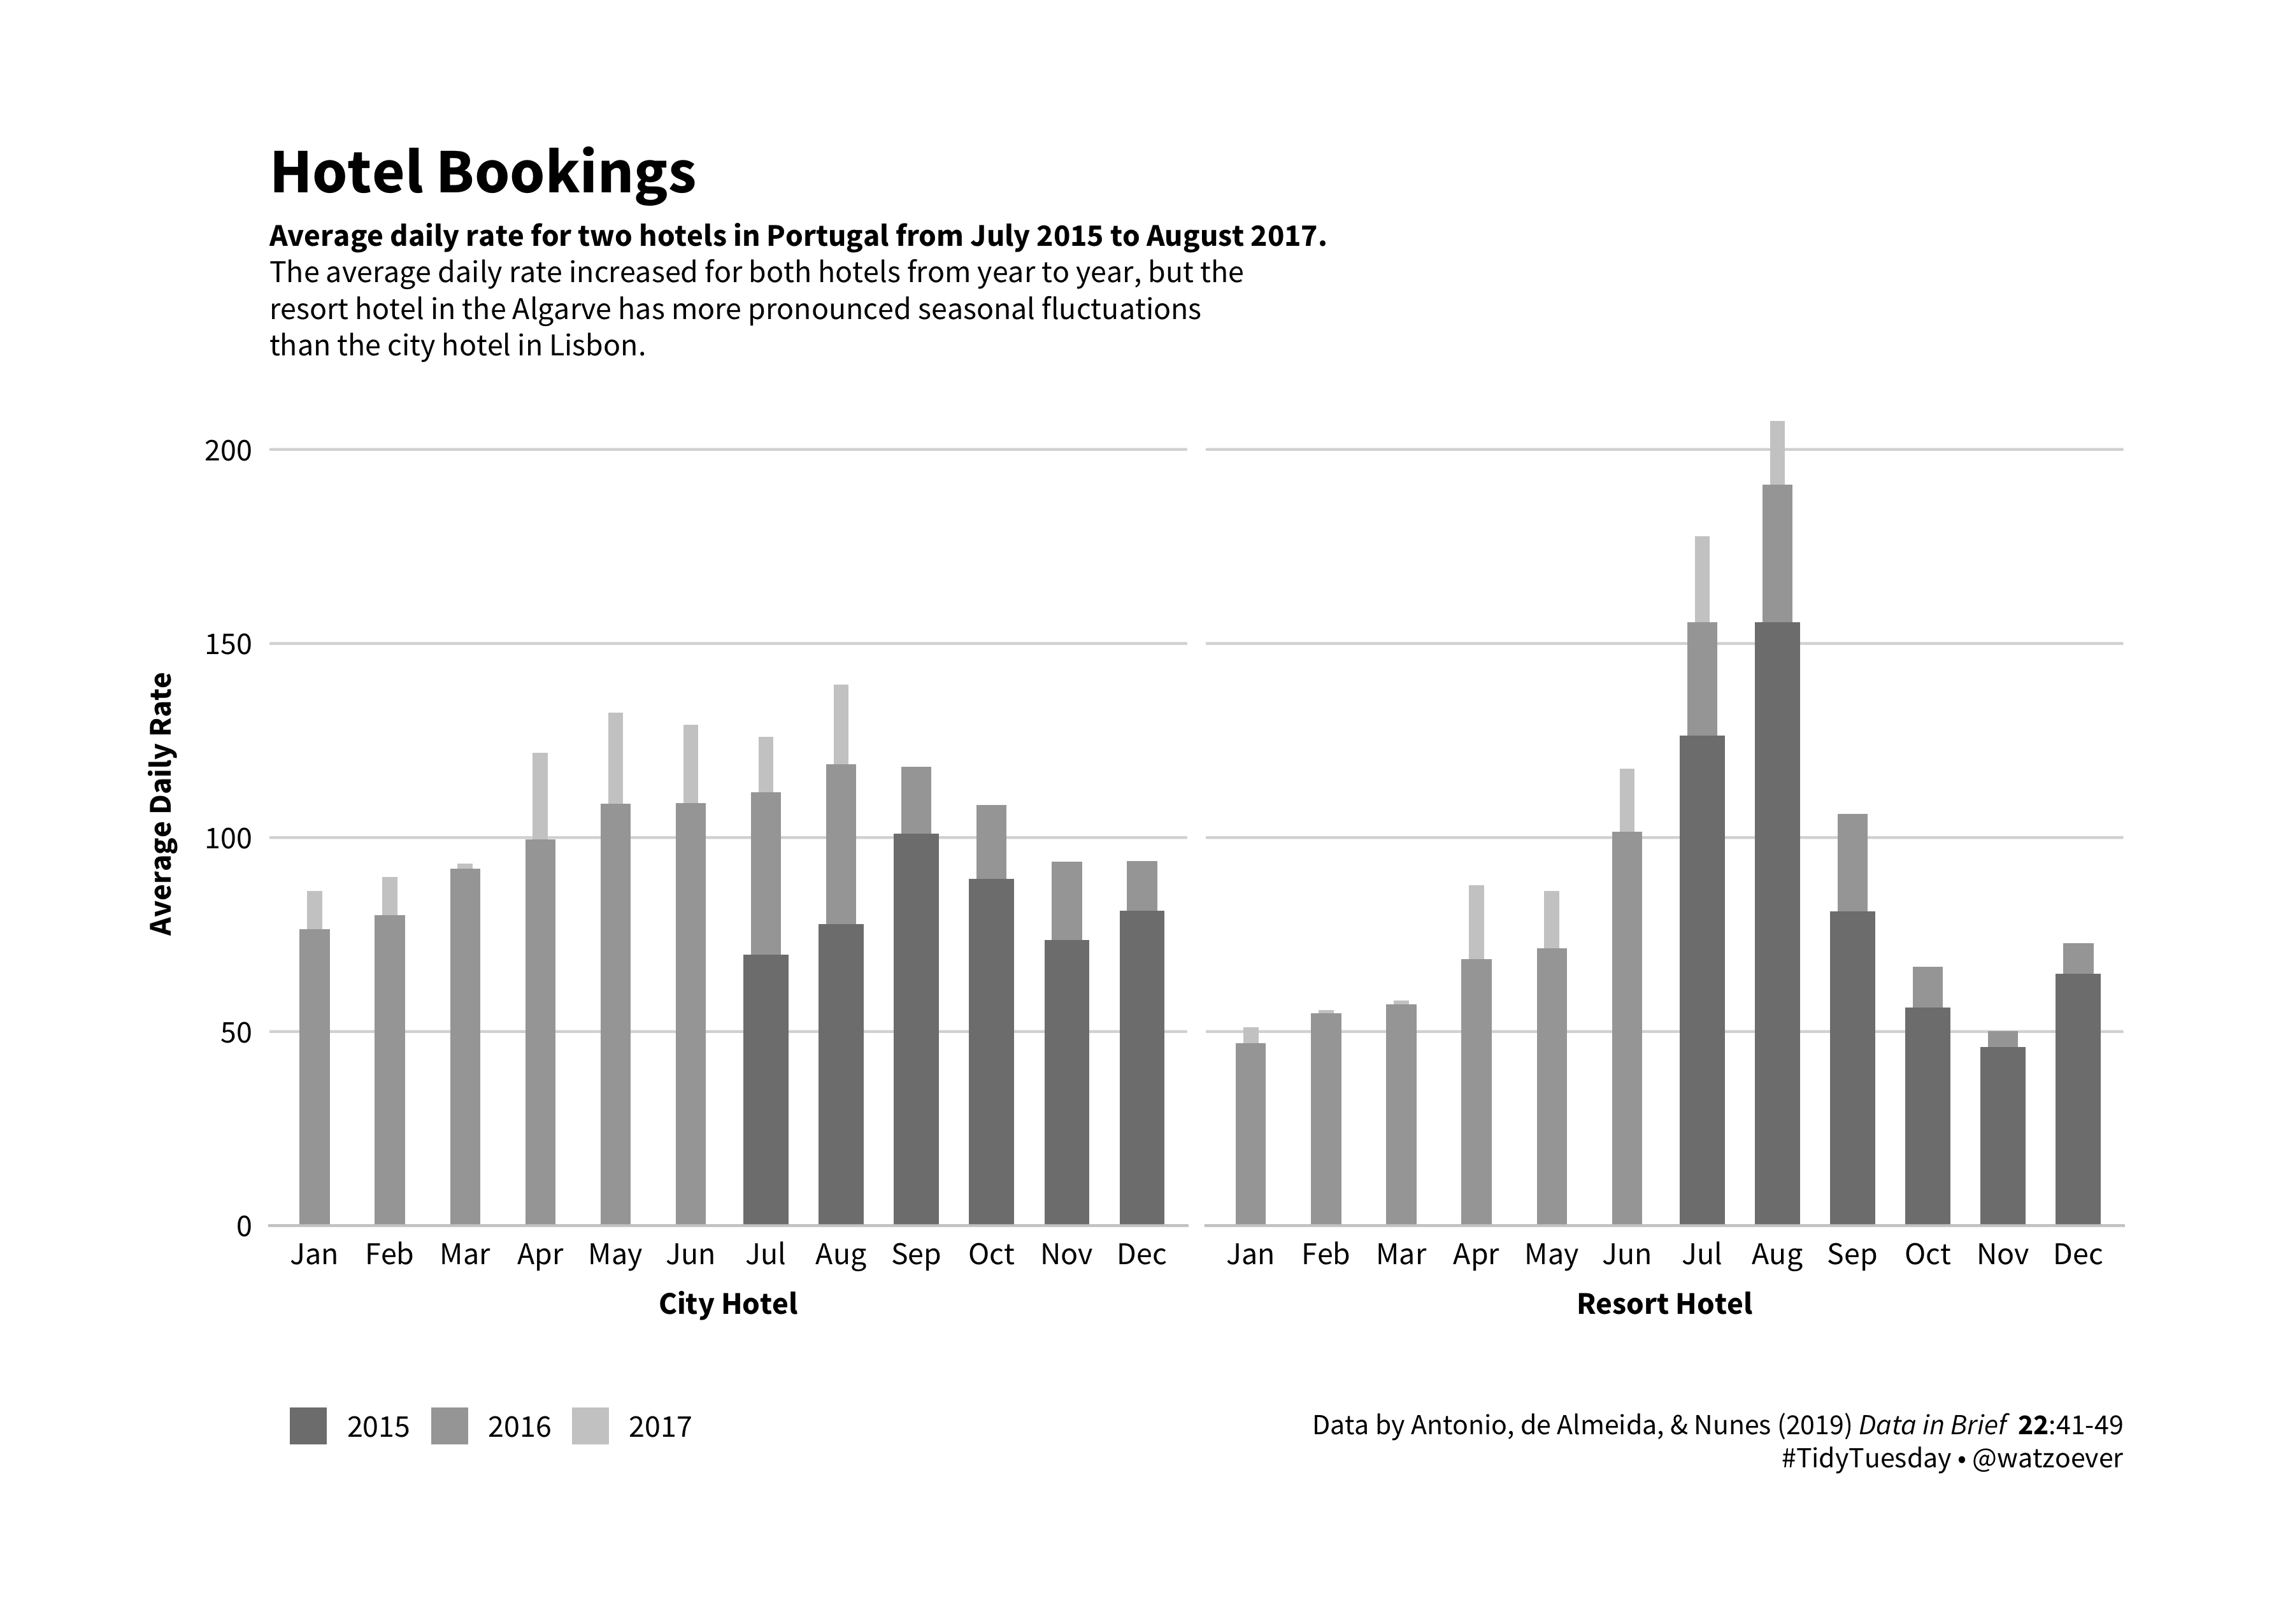 Hotel Bookings
Average daily rate for two hotels in Portugal from July 2015 to August 2017.
The average daily rate increased for both hotels from year to year, but the
resort hotel in the Algarve has more pronounced seasonal fluctuations
than the city hotel in Lisbon.
Average Daily Rate
200
150
100
50
0
Jan Feb Mar Apr May Jun Jul Aug Sep Oct Nov Dec
City Hotel
Jan Feb Mar Apr May Jun Jul Aug Sep Oct Nov Dec
Resort Hotel
2015 2016 2017
Data by Antonio, de Almeida, & Nunes (2019) Data in Brief 22:41-49
#TidyTuesday • @watzoever